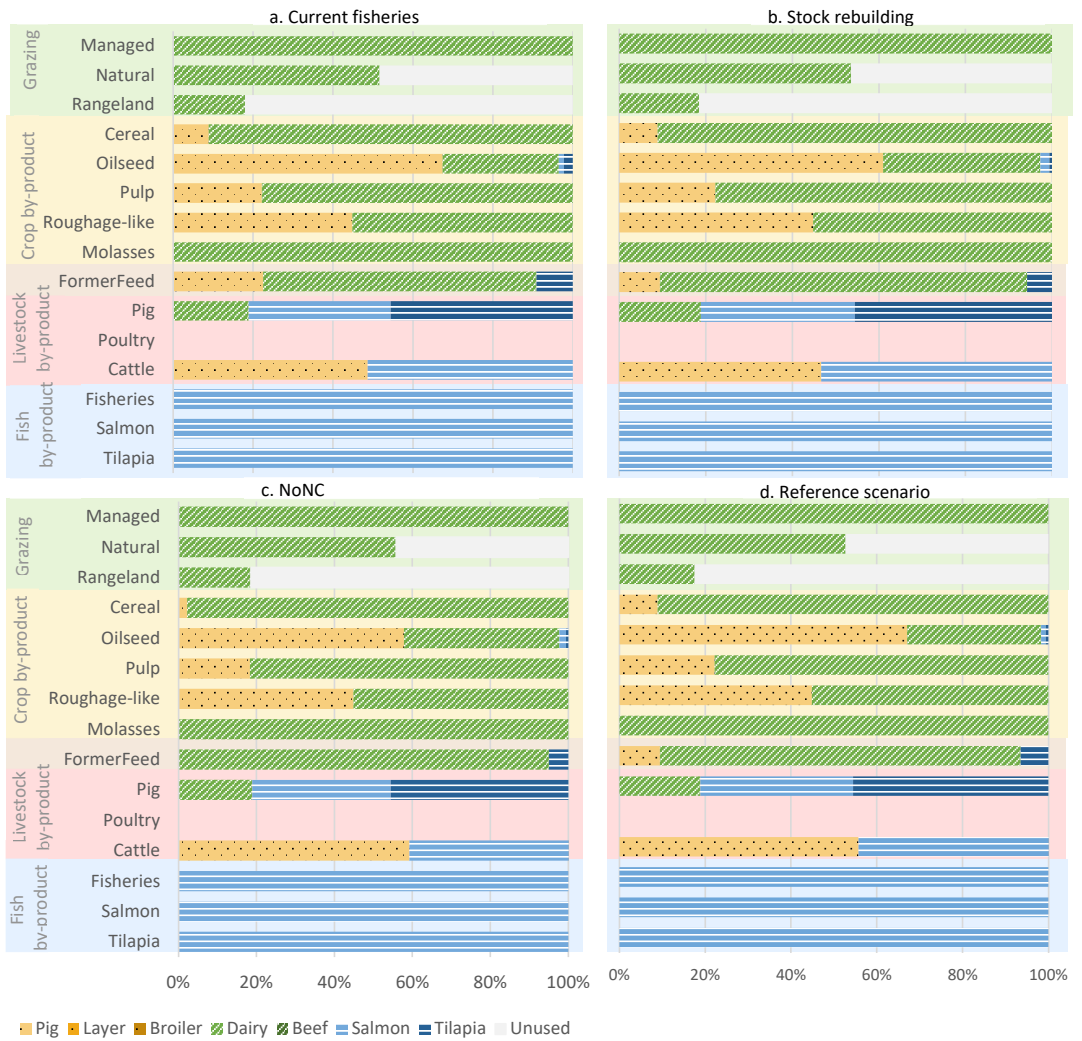 a. Current fisheries
b. Stock rebuilding
Grazing
Managed
Natural
Rangeland
Crop by-product
Cereal
Oilseed
Pulp
Roughage-like
Molasses
FormerFeed
Livestock
by-product
Pig
Poultry
Cattle
Fish
by-product
Fisheries
Salmon
Tilapia
c. NoNC
d. Reference scenario
Grazing
Managed
Natural
Rangeland
Crop by-product
Cereal
Oilseed
Pulp
Roughage-like
Molasses
FormerFeed
Livestock
by-product
Pig
Poultry
Cattle
Fish
by-product
Fisheries
Salmon
Tilapia
0% 20% 40% 60% 80% 100%
0% 20% 40% 60% 80% 100%
Pig Layer Broiler Dairy Beef Salmon Tilapia Unused